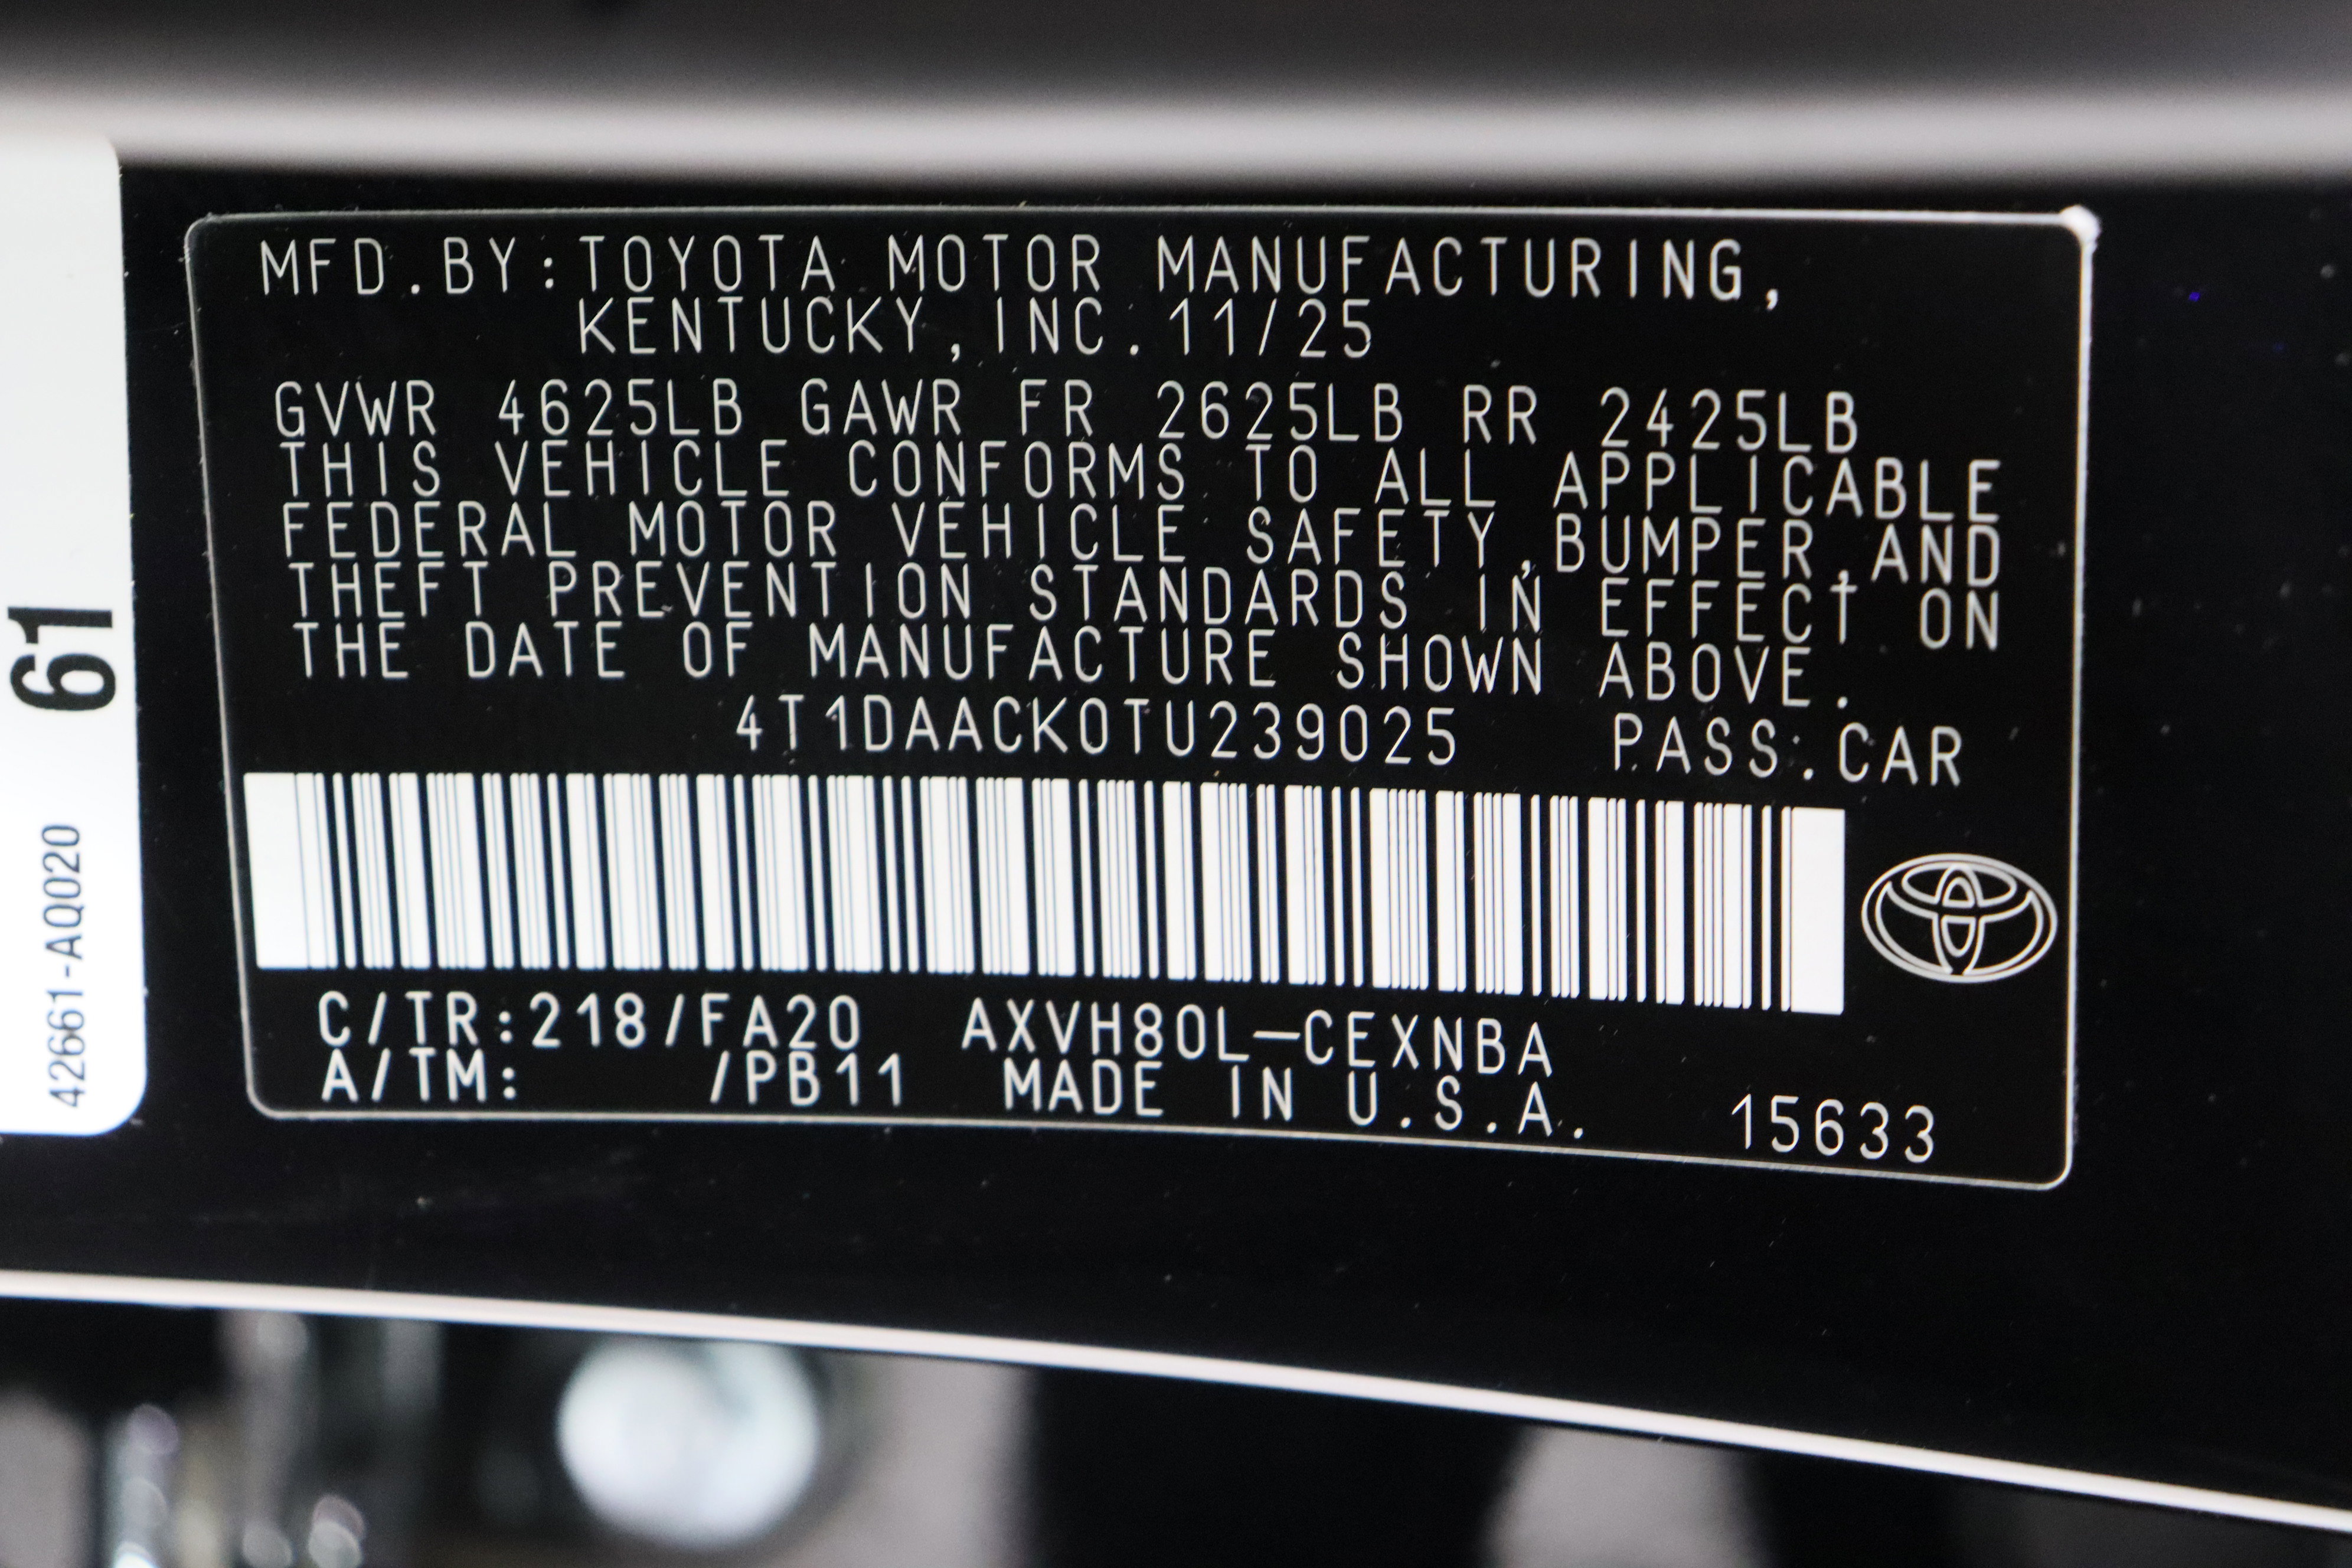 MFD.BY:TOYOTA MOTOR MANUFACTURING,
KENTUCKY,INC.11/25
GVWR 4625LB GAWR FR 2625LB RR 2425LB
THIS VEHICLE CONFORMS TO ALL APPLICABLE
FEDERAL MOTOR VEHICLE SAFETY,BUMPER,AND
THEFT PREVENTION STANDARDS IN EFFECT ON
THE DATE OF MANUFACTURE SHOWN ABOVE.
4T1DAACK0TU239025 PASS.CAR
C/TR:218/FA20 AXVH80L-CEXNBA
A/TM: /PB11 MADE IN U.S.A. 15633
61
42661-AQ020